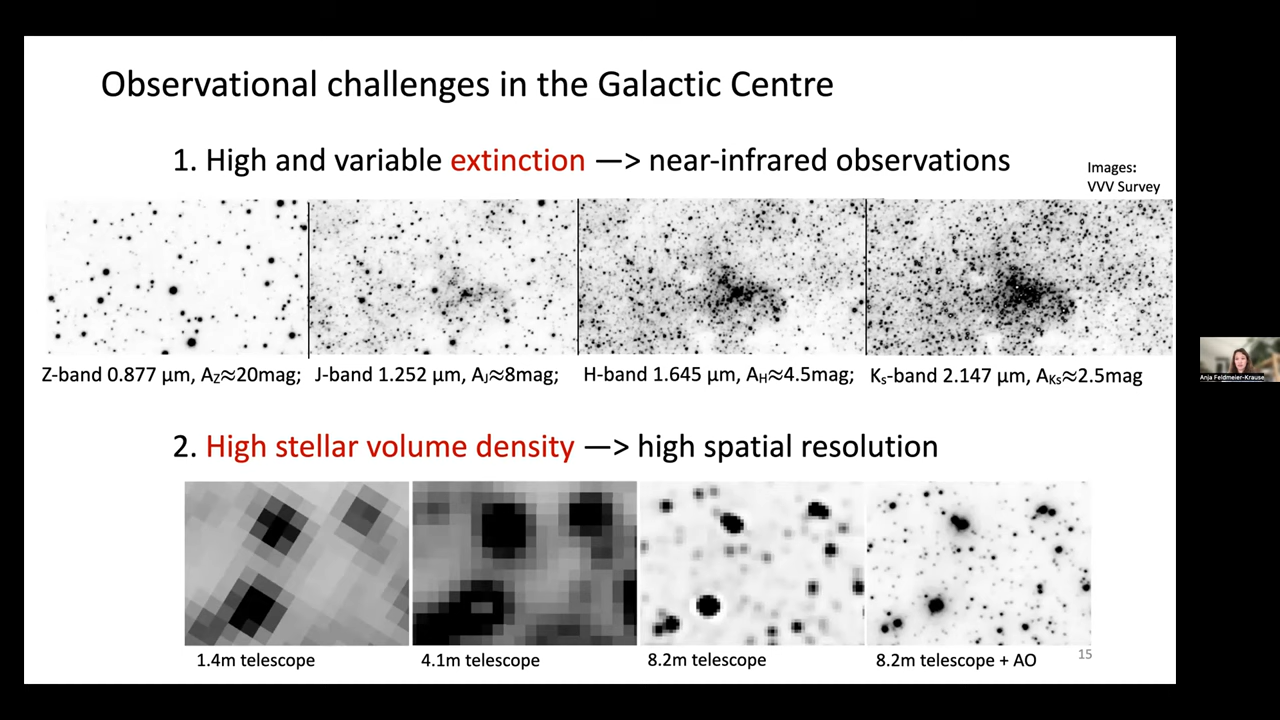 Observational challenges in the Galactic Centre
1. High and variable extinction —> near-infrared observations
Images:
VVV Survey
Z-band 0.877 µm, AZ≈20mag; J-band 1.252 µm, AJ≈8mag; H-band 1.645 µm, AH≈4.5mag; Ks-band 2.147 µm, AKs≈2.5mag
Anja Feldmeier-Krause
2. High stellar volume density —> high spatial resolution
1.4m telescope 4.1m telescope 8.2m telescope 8.2m telescope + AO
15